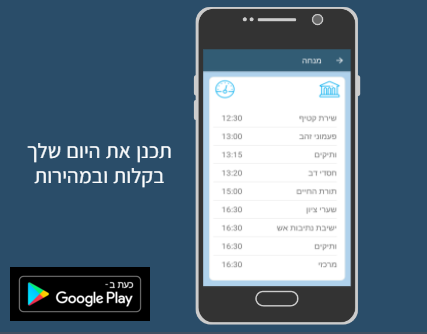 מנחה
שירת קטיף 12:30
פעמוני זהב 13:00
ותיקים 13:15
חסדי דב 13:20
תורת החיים 15:00
שערי ציון 16:30
ישיבת נתיבות אש 16:30
ותיקים 16:30
מרכזי 16:30
תכנן את היום שלך
בקלות ובמהירות
כעת ב-
Google Play